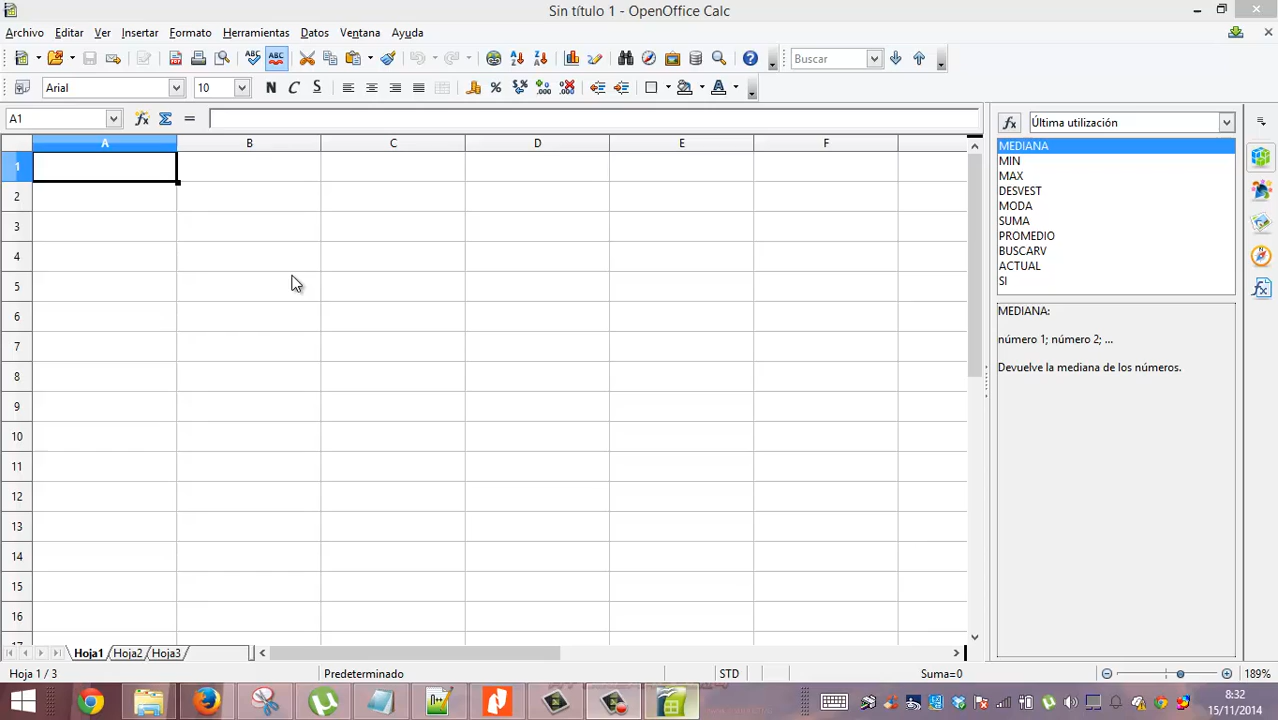 Sin título 1 - OpenOffice Calc
Archivo Editar Ver Insertar Formato Herramientas Datos Ventana Ayuda
Buscar
Arial 10 N C S
A1
Última utilización
A B C D E F
MEDIANA
MIN
MAX
DESVEST
MODA
SUMA
PROMEDIO
BUSCARV
ACTUAL
SI
MEDIANA:
número 1; número 2; ...
Devuelve la mediana de los números.
1
2
3
4
5
6
7
8
9
10
11
12
13
14
15
16
17
Hoja1 Hoja2 Hoja3
Hoja 1 / 3 Predeterminado STD Suma=0 189%
8:32
15/11/2014